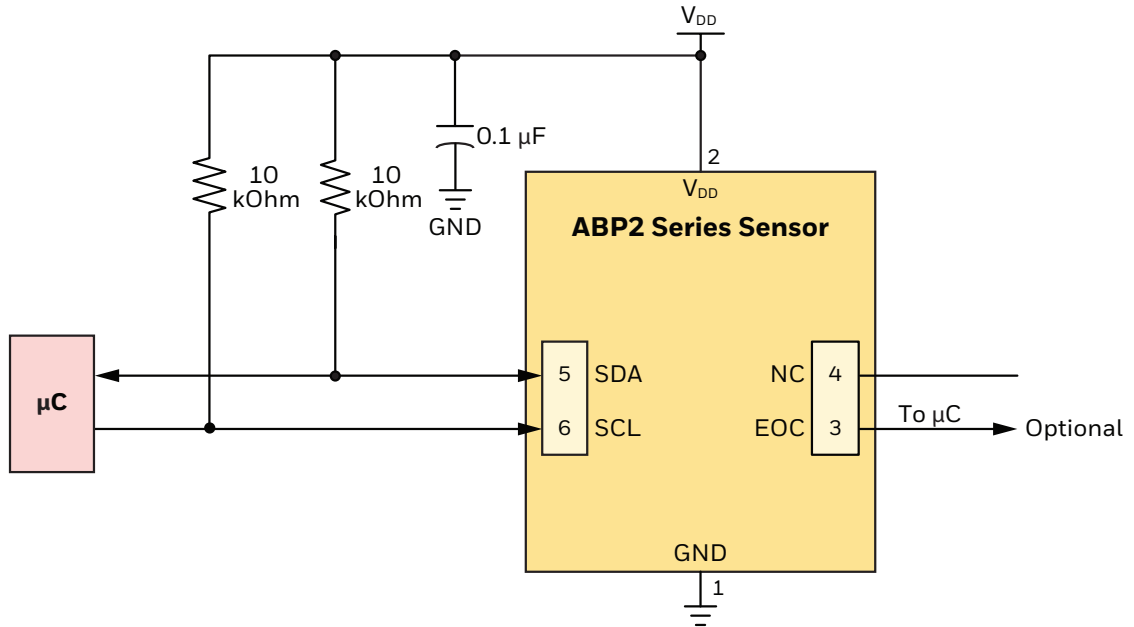 VDD
0.1 µF
10
kOhm
10
kOhm
GND
2
VDD
ABP2 Series Sensor
µC
5 SDA
6 SCL
NC 4
EOC 3
To µC
Optional
GND
1